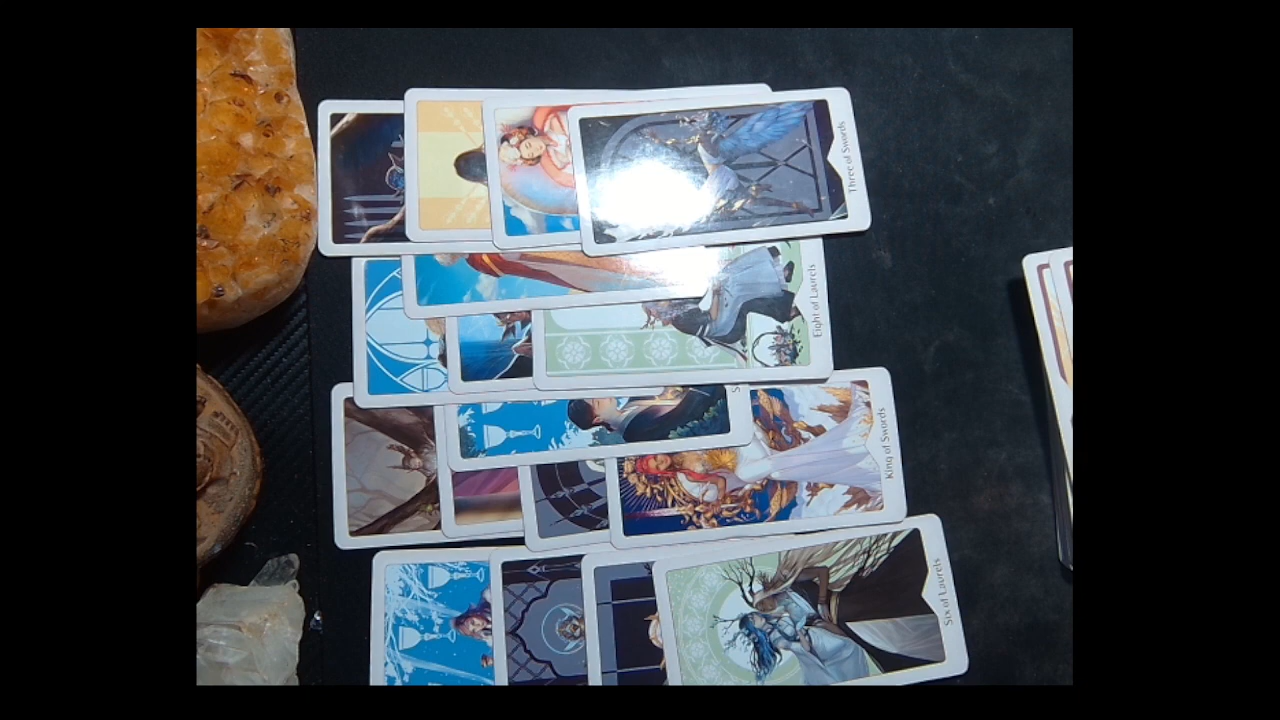 Three of Swords
Eight of Laurels
King of Swords
Six of Laurels